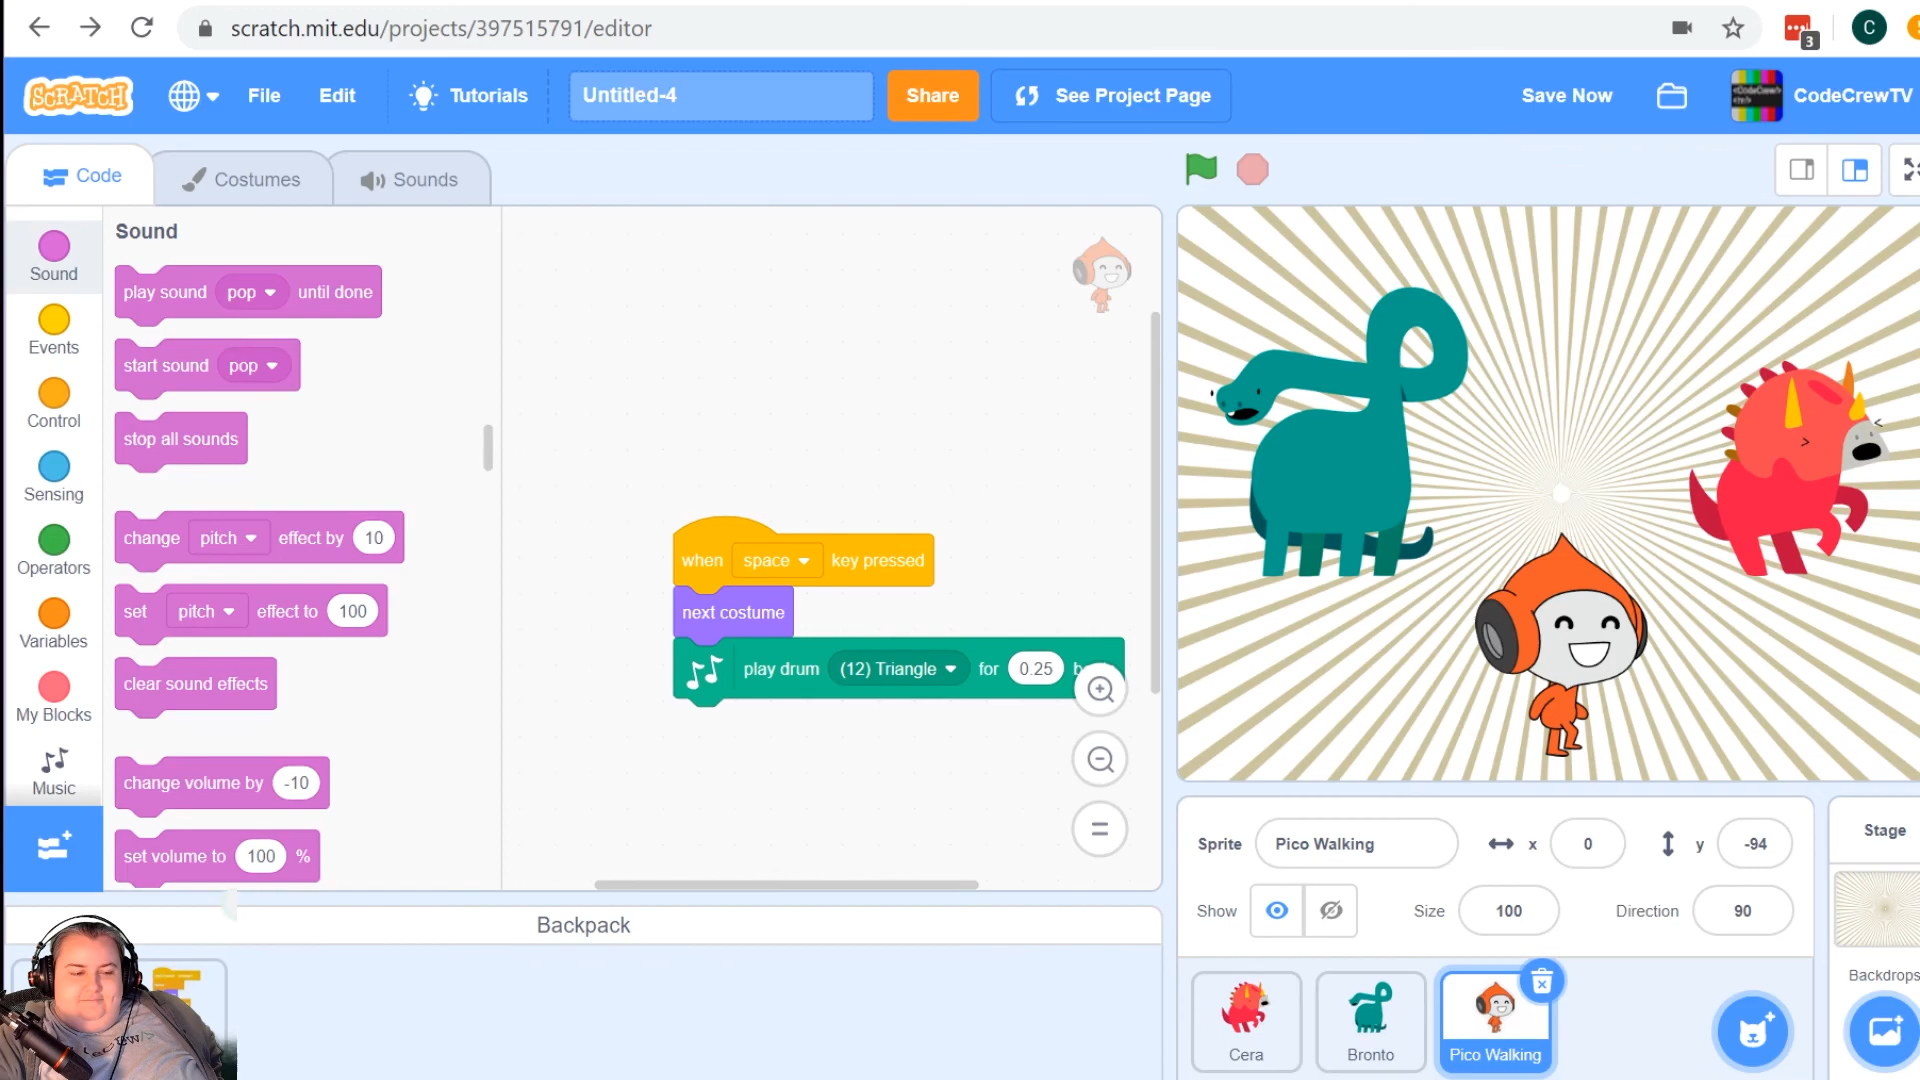 scratch.mit.edu/projects/397515791/editor
3
C
SCRATCH
File
Edit
Tutorials
Untitled-4
Share
See Project Page
Save Now
CodeCrewTV
Code
Costumes
Sounds
Sound
Events
Control
Sensing
Operators
Variables
My Blocks
Music
Sound
play sound pop until done
start sound pop
stop all sounds
change pitch effect by 10
set pitch effect to 100
clear sound effects
change volume by -10
set volume to 100 %
when space key pressed
next costume
play drum (12) Triangle for 0.25
Backpack
Sprite Pico Walking x 0 y -94
Show Size 100 Direction 90
Cera
Bronto
Pico Walking
Stage
Backdrops